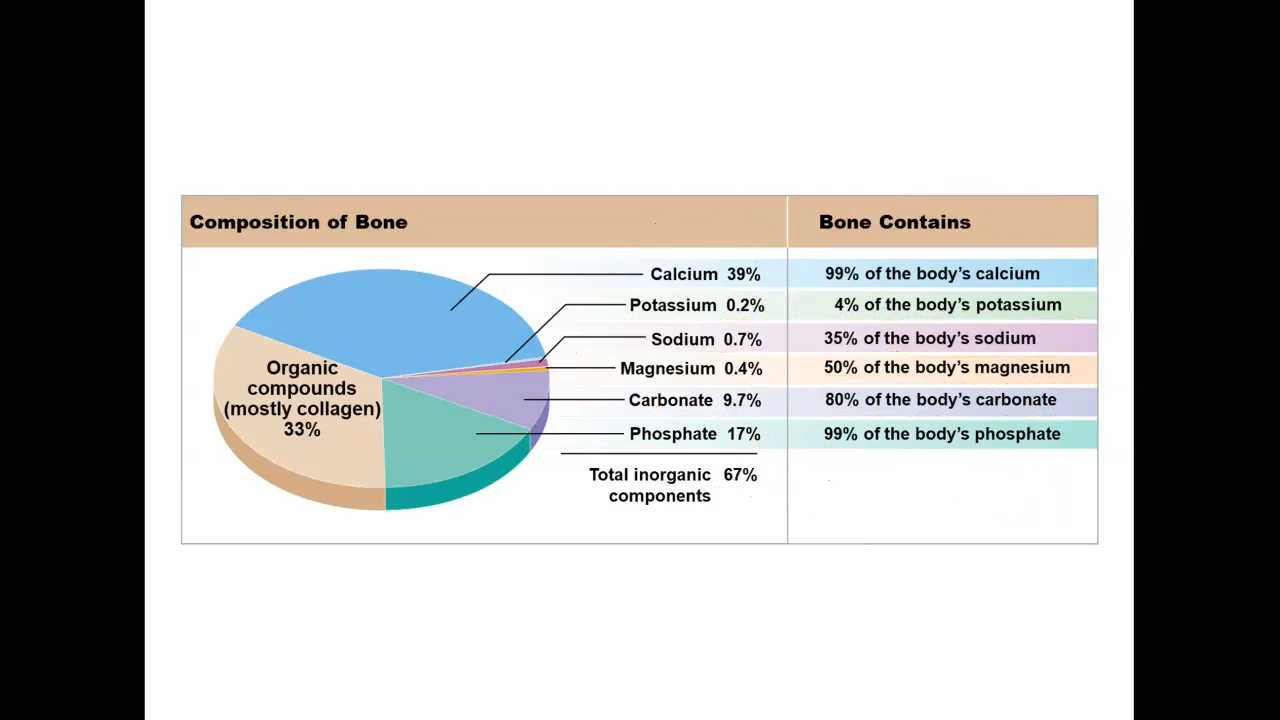 Composition of Bone
Bone Contains
Calcium 39%
99% of the body's calcium
Potassium 0.2%
4% of the body's potassium
Sodium 0.7%
35% of the body's sodium
Magnesium 0.4%
50% of the body's magnesium
Carbonate 9.7%
80% of the body's carbonate
Phosphate 17%
99% of the body's phosphate
Organic
compounds
(mostly collagen)
33%
Total inorganic 67%
components